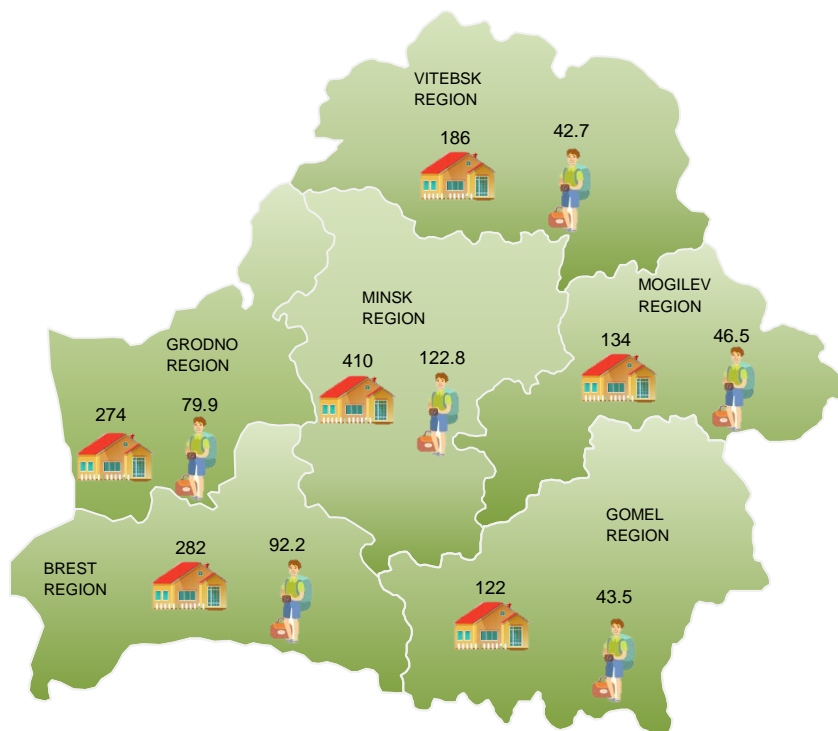 VITEBSK
REGION
186
42.7
MINSK
REGION
410
122.8
MOGILEV
REGION
134
46.5
GRODNO
REGION
274
79.9
BREST
REGION
282
92.2
GOMEL
REGION
122
43.5